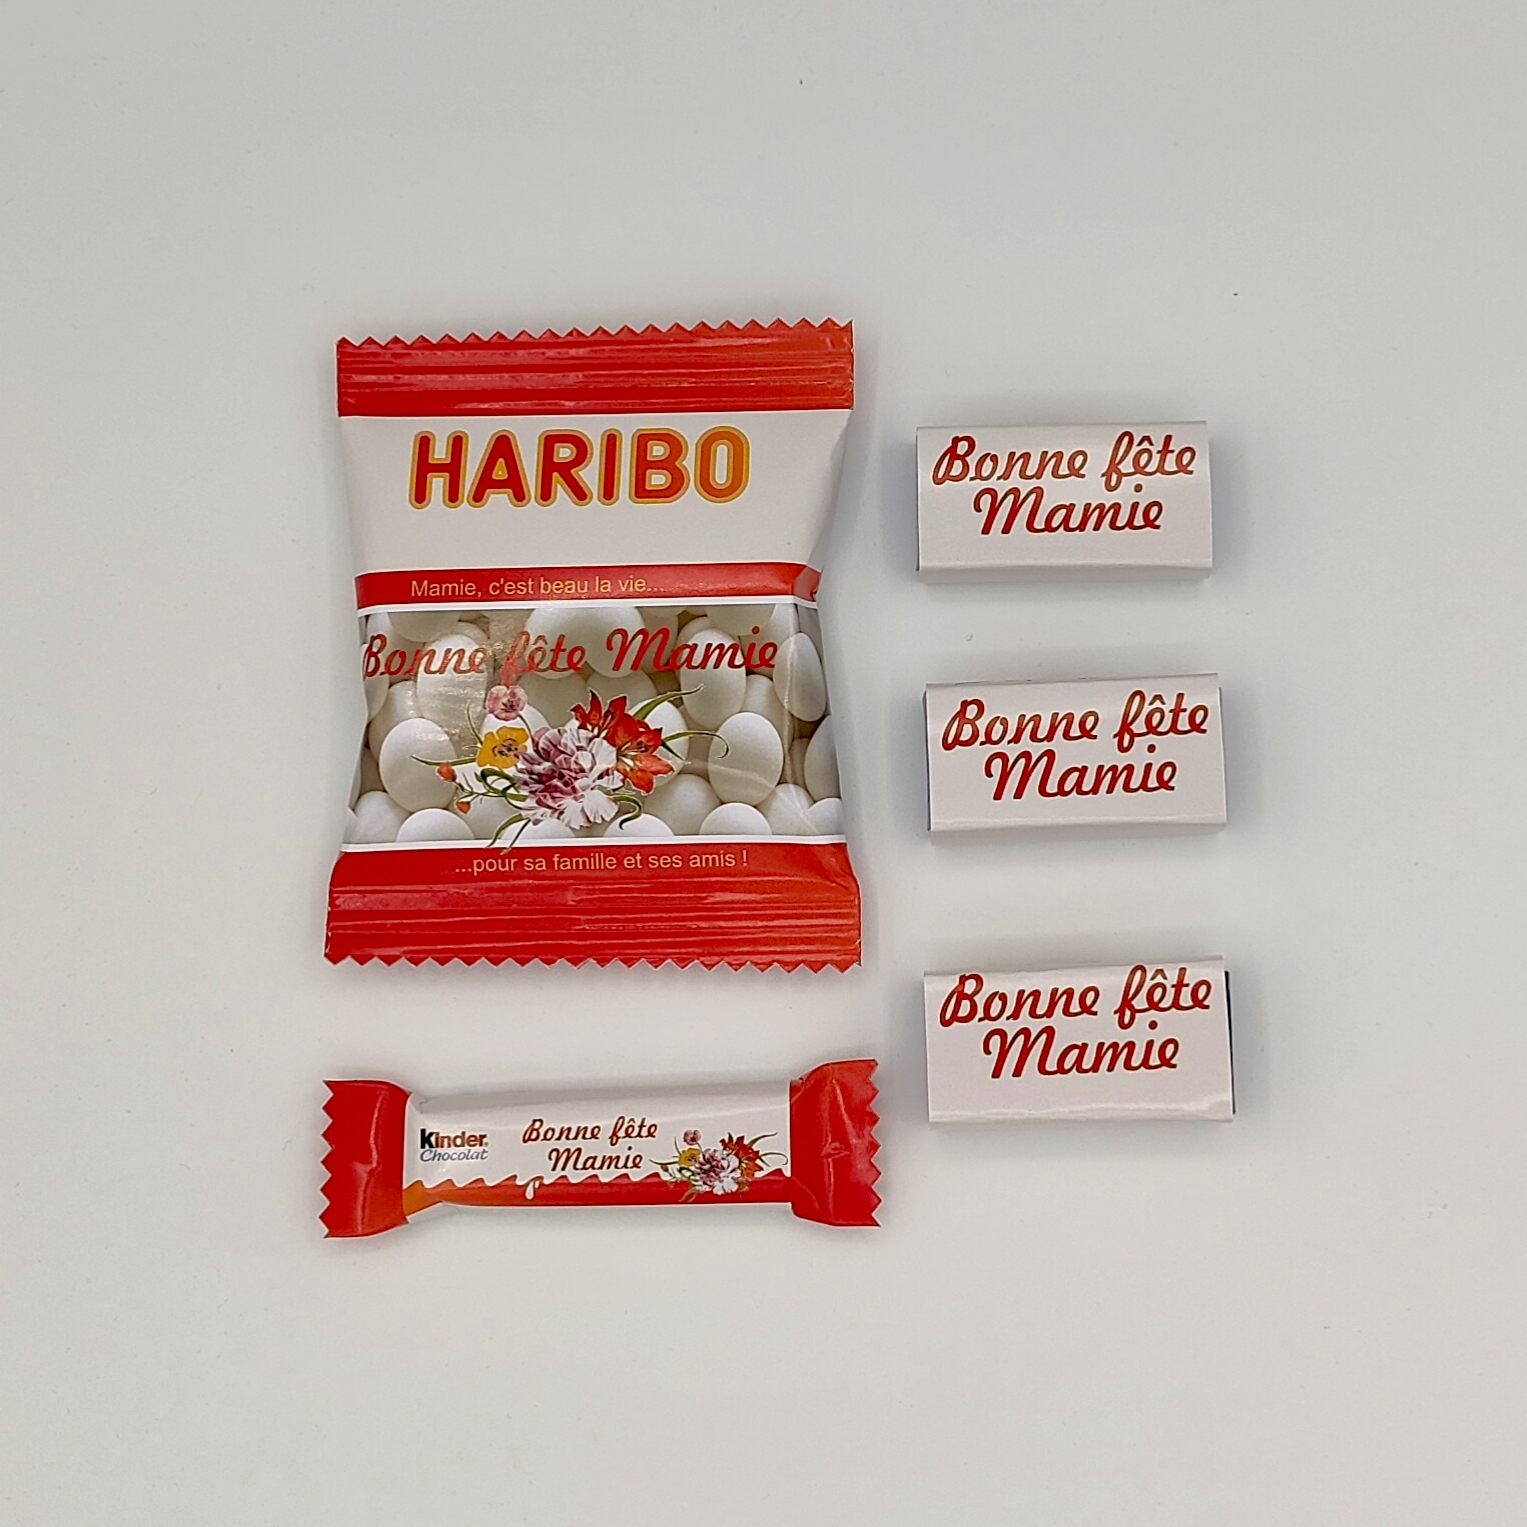 HARIBO
Mamie, c'est beau la vie...
Bonne fête Mamie
...pour sa famille et ses amis !
Kinder
Chocolat
Bonne fête
Mamie
Bonne fête
Mamie
Bonne fête
Mamie
Bonne fête
Mamie